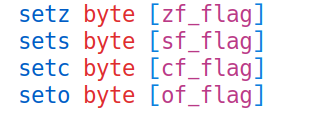 setz byte [zf_flag]
sets byte [sf_flag]
setc byte [cf_flag]
seto byte [of_flag]